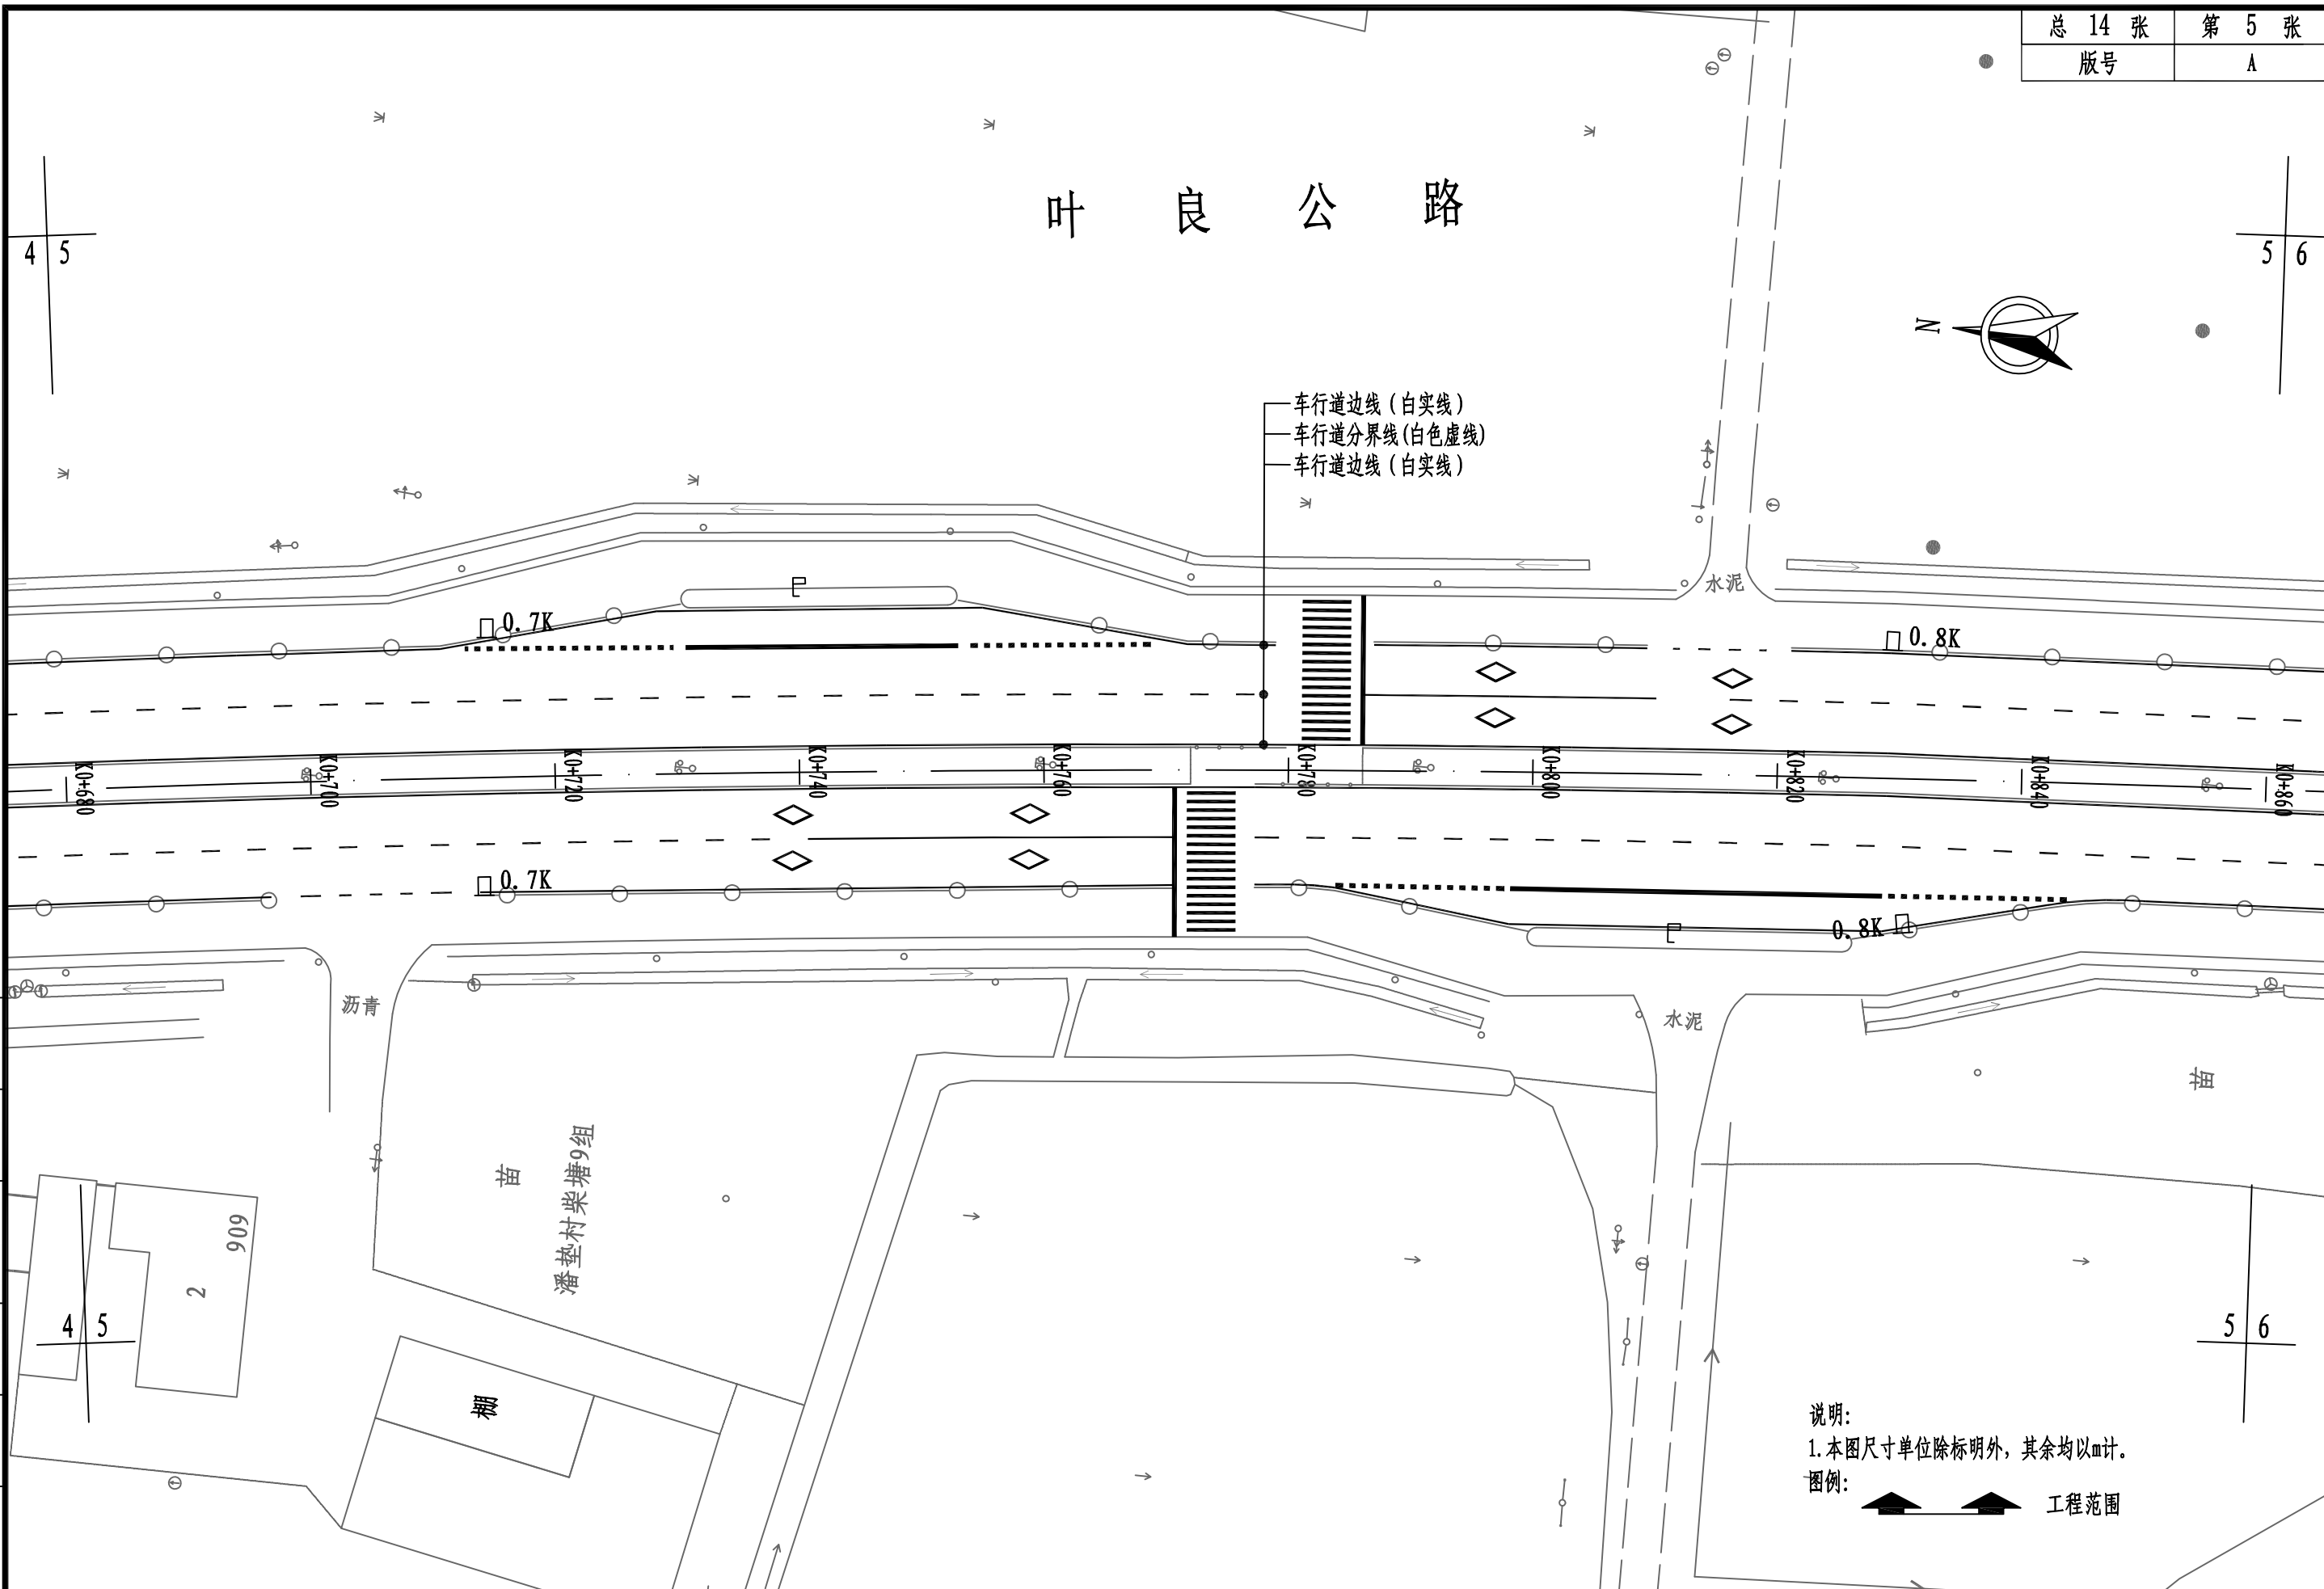 总 14 张 第 5 张
版号 A
叶良公路
4 5
5 6
N
车行道边线（白实线）
车行道分界线(白色虚线)
车行道边线（白实线）
水泥
0.7K
0.8K
K0+680
K0+700
K0+720
K0+740
K0+760
K0+780
K0+800
K0+820
K0+840
K0+860
0.7K
0.8K
沥青
水泥
苗
苗
潘垫村柴塘9组
909
2
4 5
5 6
棚
说明:
1.本图尺寸单位除标明外，其余均以m计。
图例:
工程范围